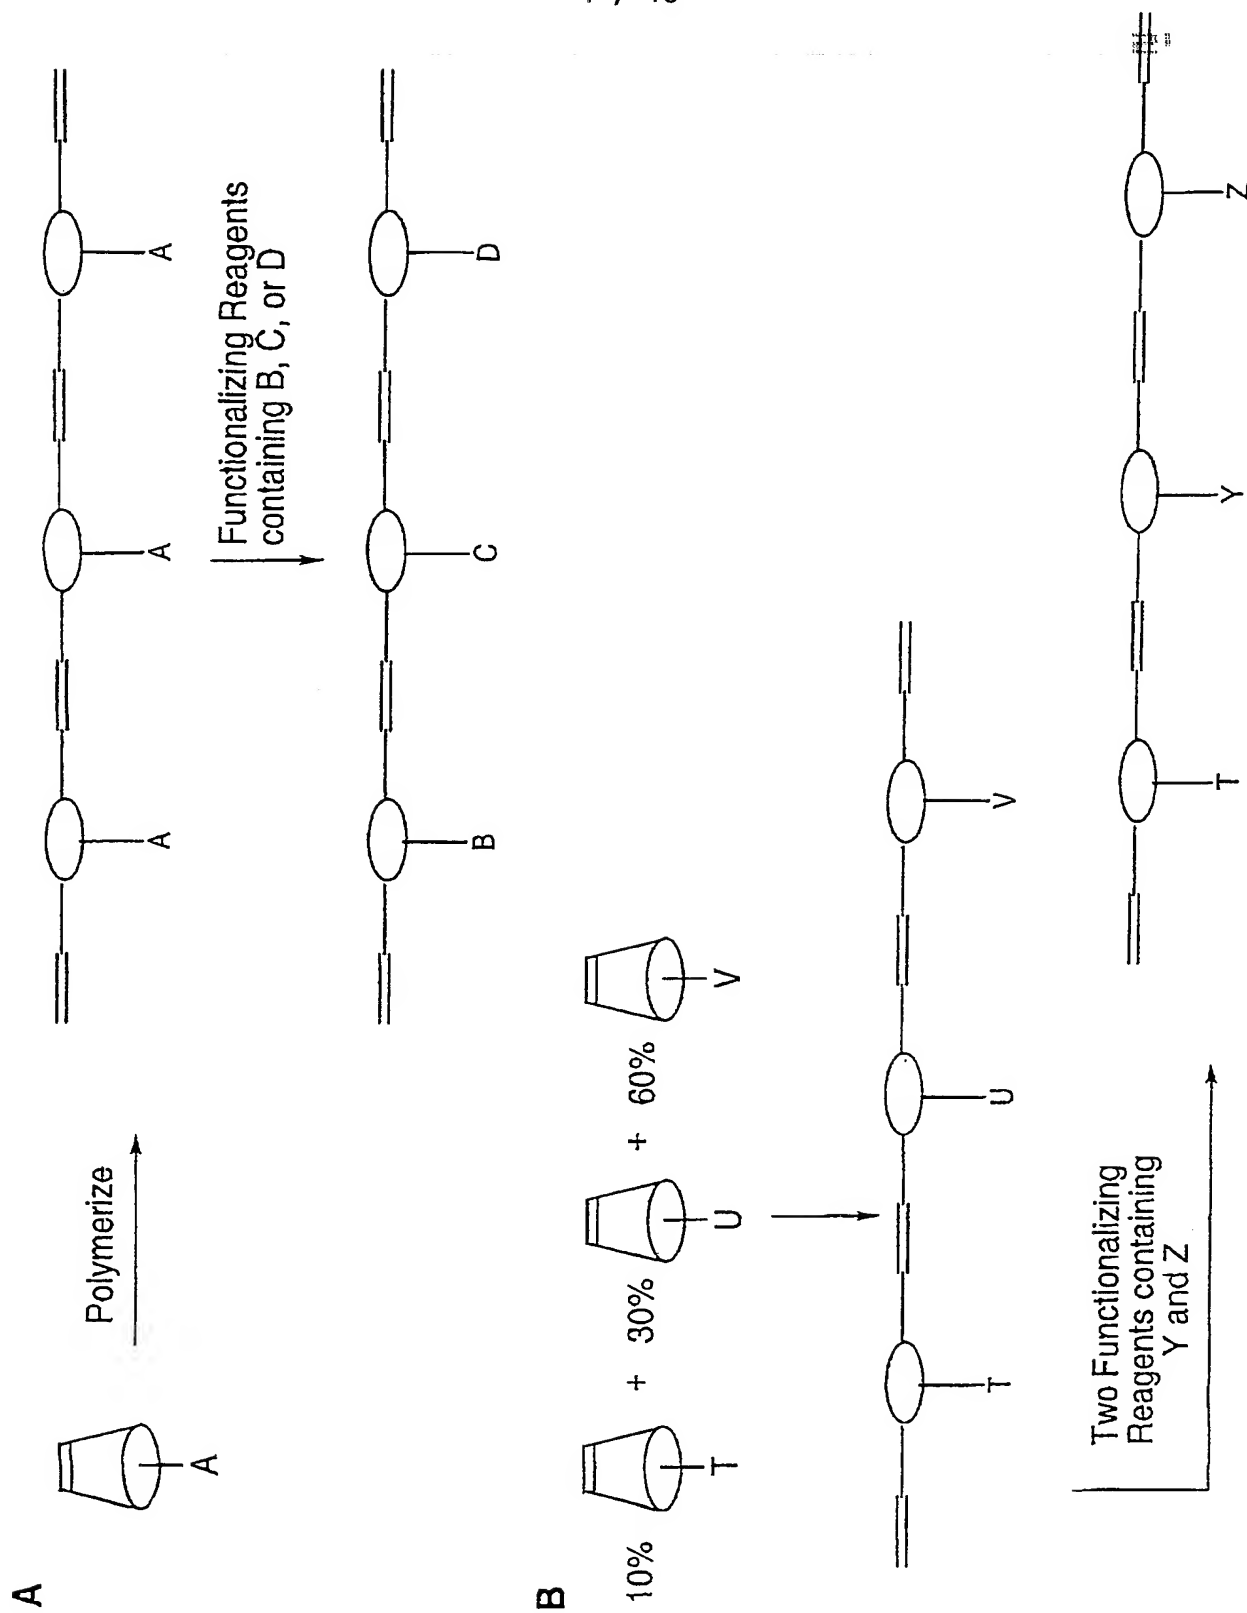 A
A
Polymerize
A
A
A
Functionalizing Reagents
containing B, C, or D
B
C
D
B
10%
T
+ 30%
U
+ 60%
V
T
U
V
Two Functionalizing
Reagents containing
Y and Z
T
Y
Z